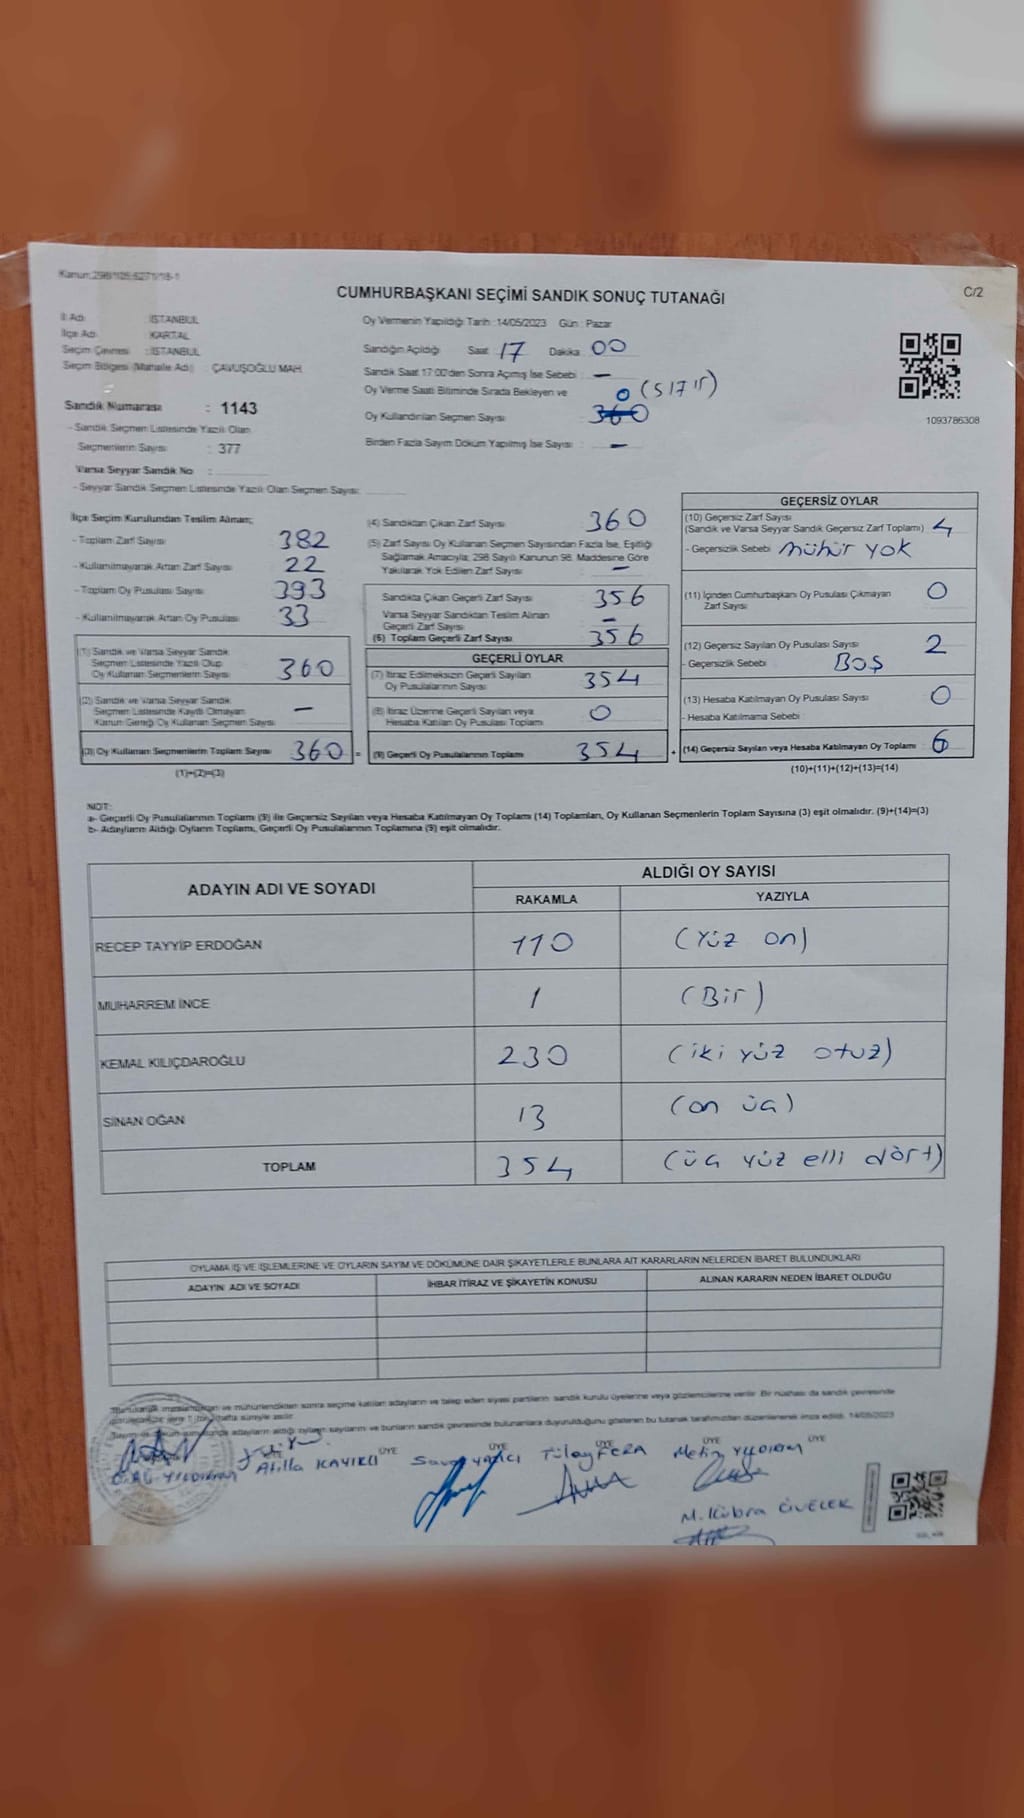 Kanun:298/105;6271/18-1
C/2
CUMHURBAŞKANI SEÇİMİ SANDIK SONUÇ TUTANAĞI
İl Adı : İSTANBUL
İlçe Adı : KARTAL
Seçim Çevresi : İSTANBUL
Seçim Bölgesi (Mahalle Adı) : ÇAVUŞOĞLU MAH.
Sandık Numarası : 1143
- Sandık Seçmen Listesinde Yazılı Olan
Seçmenlerin Sayısı : 377
Varsa Seyyar Sandık No :
- Seyyar Sandık Seçmen Listesinde Yazılı Olan Seçmen Sayısı:
Oy Vermenin Yapıldığı Tarih : 14/05/2023 Gün : Pazar
Sandığın Açıldığı Saat 17 Dakika 00
Sandık Saat 17:00'den Sonra Açılmış İse Sebebi : —
Oy Verme Saati Bitiminde Sırada Bekleyen ve 0 (SIFIR)
Oy Kullandırılan Seçmen Sayısı : 360
Birden Fazla Sayım Döküm Yapılmış İse Sayısı : —
1093786308
İlçe Seçim Kurulundan Teslim Alınan;
- Toplam Zarf Sayısı 382
- Kullanılmayarak Artan Zarf Sayısı 22
- Toplam Oy Pusulası Sayısı 393
- Kullanılmayarak Artan Oy Pusulası 33
(1) Sandık ve Varsa Seyyar Sandık
Seçmen Listesinde Yazılı Olup
Oy Kullanan Seçmenlerin Sayısı 360
(2) Sandık ve Varsa Seyyar Sandık
Seçmen Listesinde Kayıtlı Olmayan
Kanun Gereği Oy Kullanan Seçmen Sayısı —
(3) Oy Kullanan Seçmenlerin Toplam Sayısı 360 =
(1)+(2)=(3)
(4) Sandıktan Çıkan Zarf Sayısı 360
(5) Zarf Sayısı Oy Kullanan Seçmen Sayısından Fazla İse, Eşitliği
Sağlamak Amacıyla, 298 Sayılı Kanunun 98. Maddesine Göre
Yakılarak Yok Edilen Zarf Sayısı —
Sandıkta Çıkan Geçerli Zarf Sayısı 356
Varsa Seyyar Sandıktan Teslim Alınan
Geçerli Zarf Sayısı —
(6) Toplam Geçerli Zarf Sayısı 356
GEÇERLİ OYLAR
(7) İtiraz Edilmeksizin Geçerli Sayılan
Oy Pusulalarının Sayısı 354
(8) İtiraz Üzerine Geçerli Sayılan veya
Hesaba Katılan Oy Pusulası Toplamı 0
(9) Geçerli Oy Pusulalarının Toplamı 354 +
GEÇERSİZ OYLAR
(10) Geçersiz Zarf Sayısı
(Sandık ve Varsa Seyyar Sandık Geçersiz Zarf Toplamı) 4
- Geçersizlik Sebebi mühür yok
(11) İçinden Cumhurbaşkanı Oy Pusulası Çıkmayan
Zarf Sayısı 0
(12) Geçersiz Sayılan Oy Pusulası Sayısı 2
- Geçersizlik Sebebi BOŞ
(13) Hesaba Katılmayan Oy Pusulası Sayısı 0
- Hesaba Katılmama Sebebi
(14) Geçersiz Sayılan veya Hesaba Katılmayan Oy Toplamı : 6
(10)+(11)+(12)+(13)=(14)
NOT:
a- Geçerli Oy Pusulalarının Toplamı (9) ile Geçersiz Sayılan veya Hesaba Katılmayan Oy Toplamı (14) Toplamları, Oy Kullanan Seçmenlerin Toplam Sayısına (3) eşit olmalıdır. (9)+(14)=(3)
b- Adayların Aldığı Oyların Toplamı, Geçerli Oy Pusulalarının Toplamına (9) eşit olmalıdır.
ADAYIN ADI VE SOYADI ALDIĞI OY SAYISI
RAKAMLA YAZIYLA
RECEP TAYYİP ERDOĞAN 110 (Yüz on)
MUHARREM İNCE 1 (Bir)
KEMAL KILIÇDAROĞLU 230 (iki yüz otuz)
SİNAN OĞAN 13 (on üç)
TOPLAM 354 (üç yüz elli dört)
OYLAMA İŞ VE İŞLEMLERİNE VE OYLARIN SAYIM VE DÖKÜMÜNE DAİR ŞİKAYETLERLE BUNLARA AİT KARARLARIN NELERDEN İBARET BULUNDUKLARI
ADAYIN ADI VE SOYADI İHBAR İTİRAZ VE ŞİKAYETİN KONUSU ALINAN KARARIN NEDEN İBARET OLDUĞU
mühürlendikten sonra seçime katılan adayların ve talep eden siyasi partilerin sandık kurulu üyelerine veya gözlemcilerine verilir. Bir nüshası da sandık çevresinde
hafta süreyle asılır.
adayların aldığı oyların sayılarını ve bunların sandık çevresinde bulunanlara duyurulduğunu gösteren bu tutanak tarafımızdan düzenlenerek imza edildi. 14/05/2023
ÜYE ÜYE ÜYE ÜYE ÜYE
YILDIRIM Atilla KAYIKLI YAZICI Tülay Metin YILDIRIM
M. Kübra CİVELEK